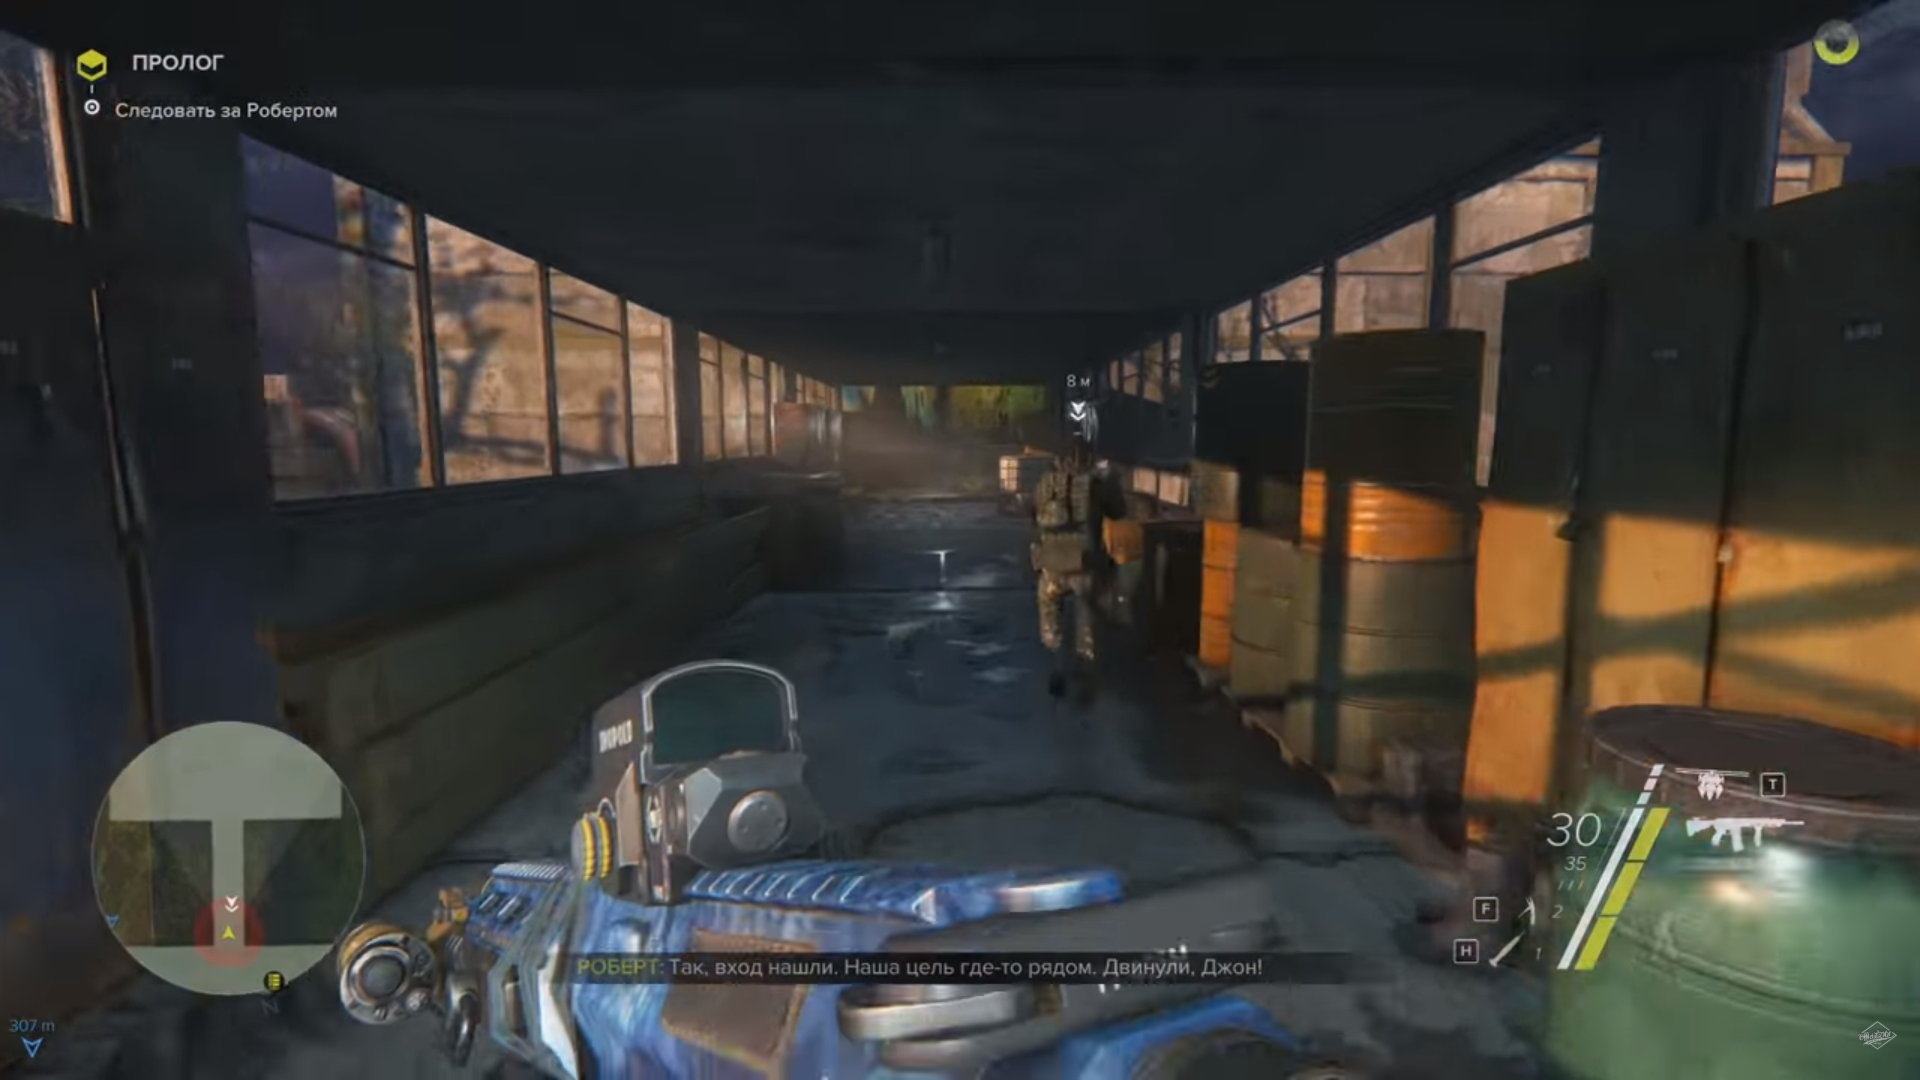 ПРОЛОГ
Следовать за Робертом
8 м
30
35
T
F
2
H
1
РОБЕРТ: Так, вход нашли. Наша цель где-то рядом. Двинули, Джон!
N
307 m